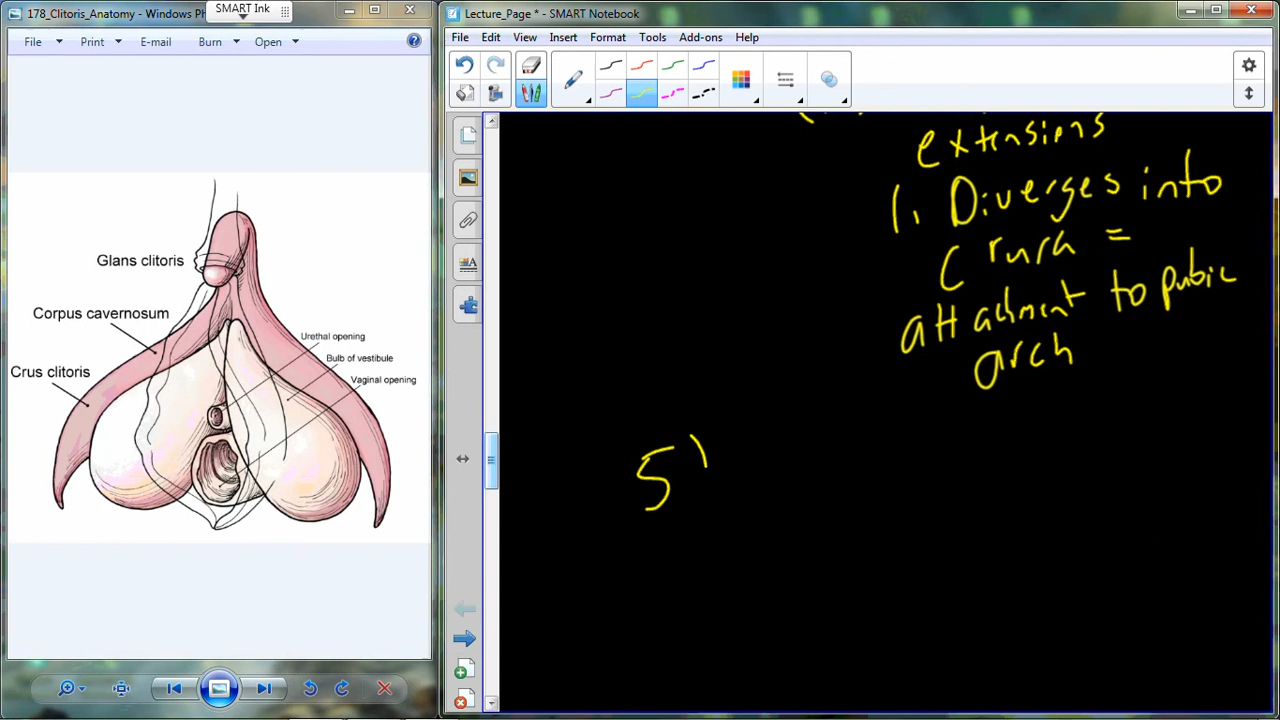 178_Clitoris_Anatomy - Windows Ph
SMART Ink
File Print E-mail Burn Open
Glans clitoris
Corpus cavernosum
Crus clitoris
Urethral opening
Bulb of vestibule
Vaginal opening
Lecture_Page * - SMART Notebook
File Edit View Insert Format Tools Add-ons Help
extensions
1. Diverges into
=
attachment to pubic
arch
5)